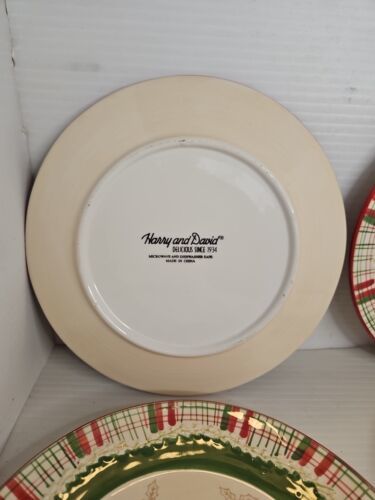 Harry and David®
DELICIOUS SINCE 1934
MICROWAVE AND DISHWASHER SAFE
MADE IN CHINA